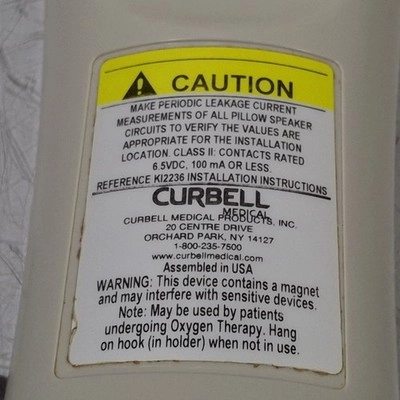 CAUTION
MAKE PERIODIC LEAKAGE CURRENT
MEASUREMENTS OF ALL PILLOW SPEAKER
CIRCUITS TO VERIFY THE VALUES ARE
APPROPRIATE FOR THE INSTALLATION
LOCATION. CLASS II: CONTACTS RATED
6.5VDC, 100 mA OR LESS.
REFERENCE KI2236 INSTALLATION INSTRUCTIONS
CURBELL
MEDICAL
CURBELL MEDICAL PRODUCTS, INC.
20 CENTRE DRIVE
ORCHARD PARK, NY 14127
1-800-235-7500
www.curbellmedical.com
Assembled in USA
WARNING: This device contains a magnet
and may interfere with sensitive devices.
Note: May be used by patients
undergoing Oxygen Therapy. Hang
on hook (in holder) when not in use.